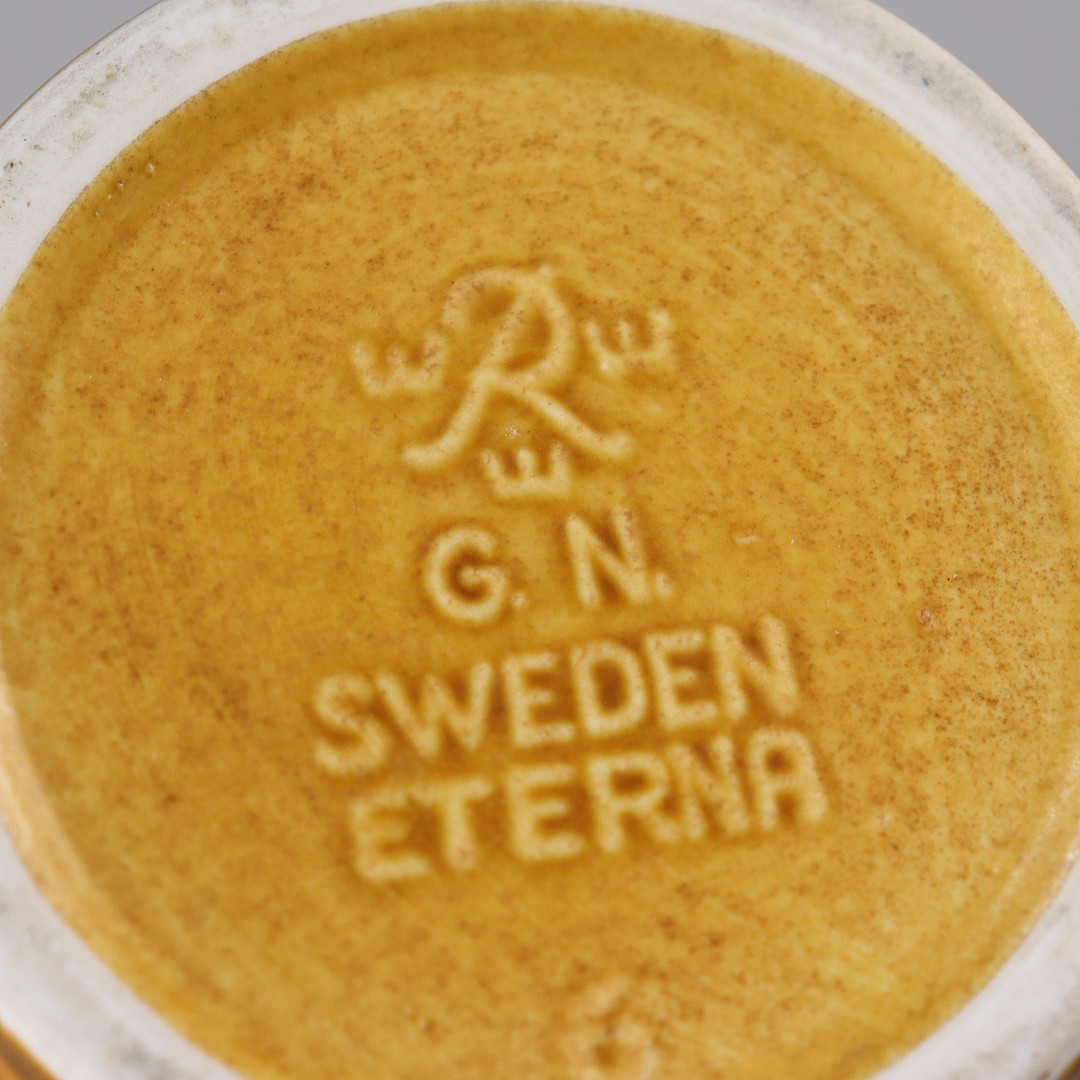 R
G. N.
SWEDEN
ETERNA